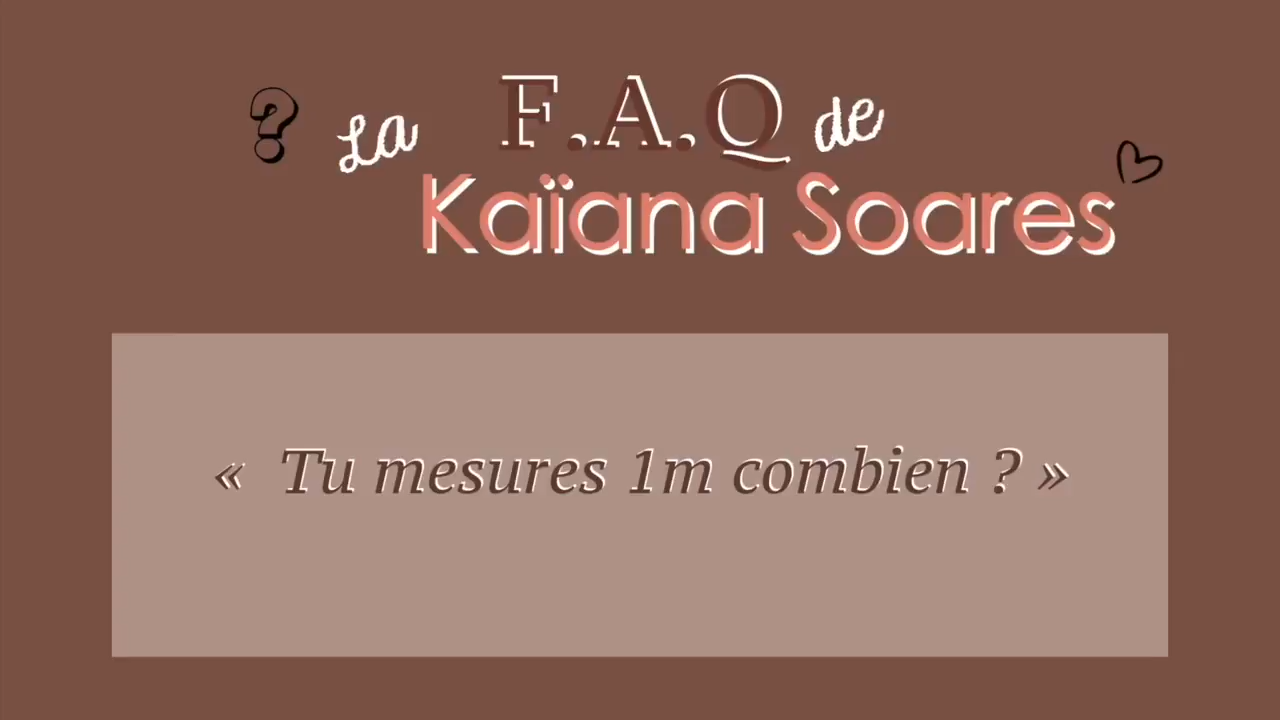 La F.A.Q de
Kaïana Soares
« Tu mesures 1m combien ? »